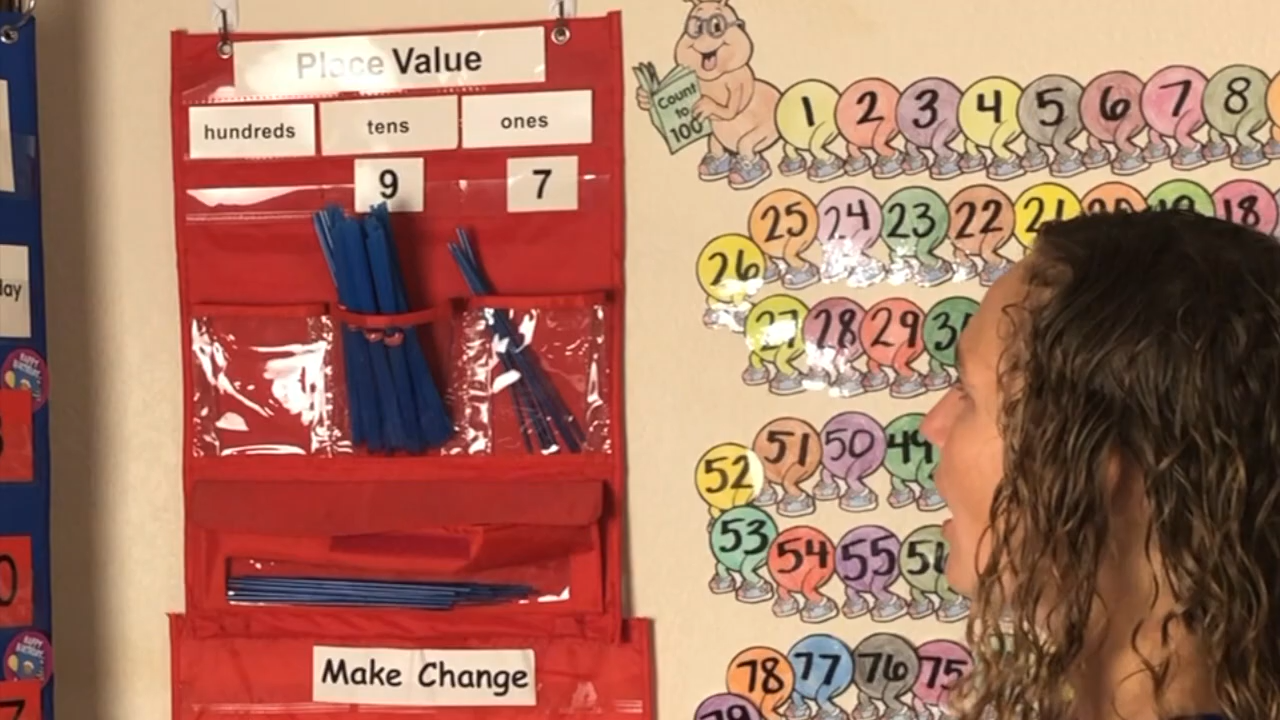 Place Value
hundreds tens ones
9 7
Make Change
Count
to
100
1 2 3 4 5 6 7 8
25 24 23 22 21 18
26
27 28 29
51 50 49
52
53 54 55
78 77 76 75
79